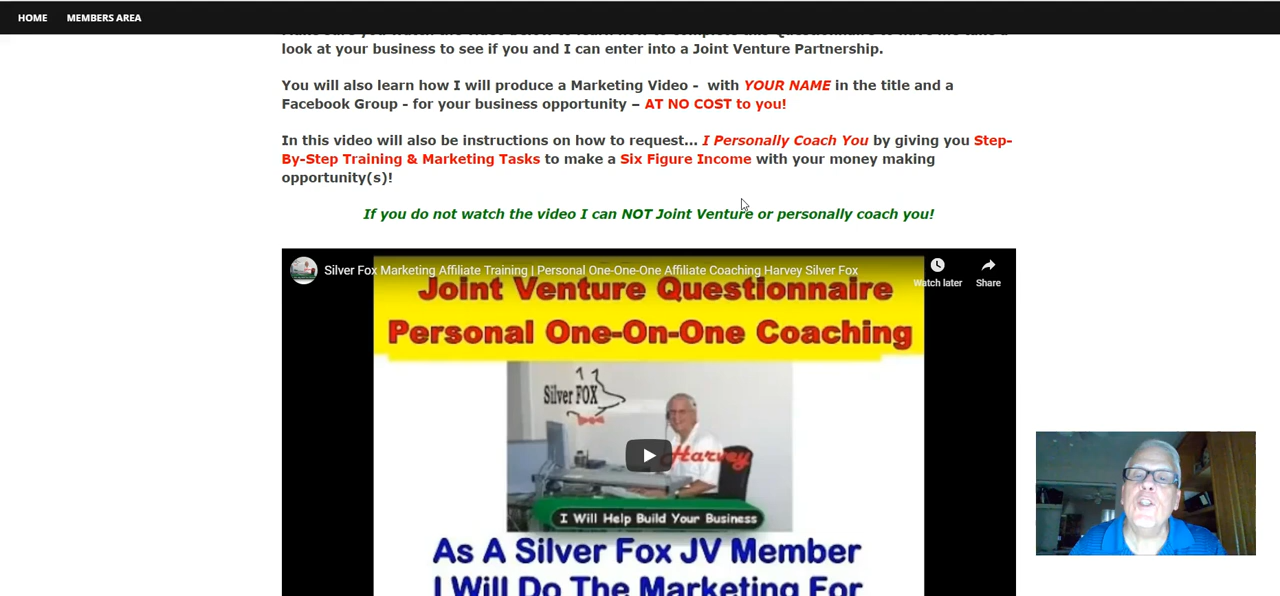 HOME MEMBERS AREA
look at your business to see if you and I can enter into a Joint Venture Partnership.
You will also learn how I will produce a Marketing Video - with YOUR NAME in the title and a
Facebook Group - for your business opportunity – AT NO COST to you!
In this video will also be instructions on how to request... I Personally Coach You by giving you Step-
By-Step Training & Marketing Tasks to make a Six Figure Income with your money making
opportunity(s)!
If you do not watch the video I can NOT Joint Venture or personally coach you!
Silver Fox Marketing Affiliate Training | Personal One-One-One Affiliate Coaching Harvey Silver Fox
Watch later Share
Joint Venture Questionnaire
Personal One-On-One Coaching
Silver FOX
Harvey
I Will Help Build Your Business
As A Silver Fox JV Member
I Will Do The Marketing For